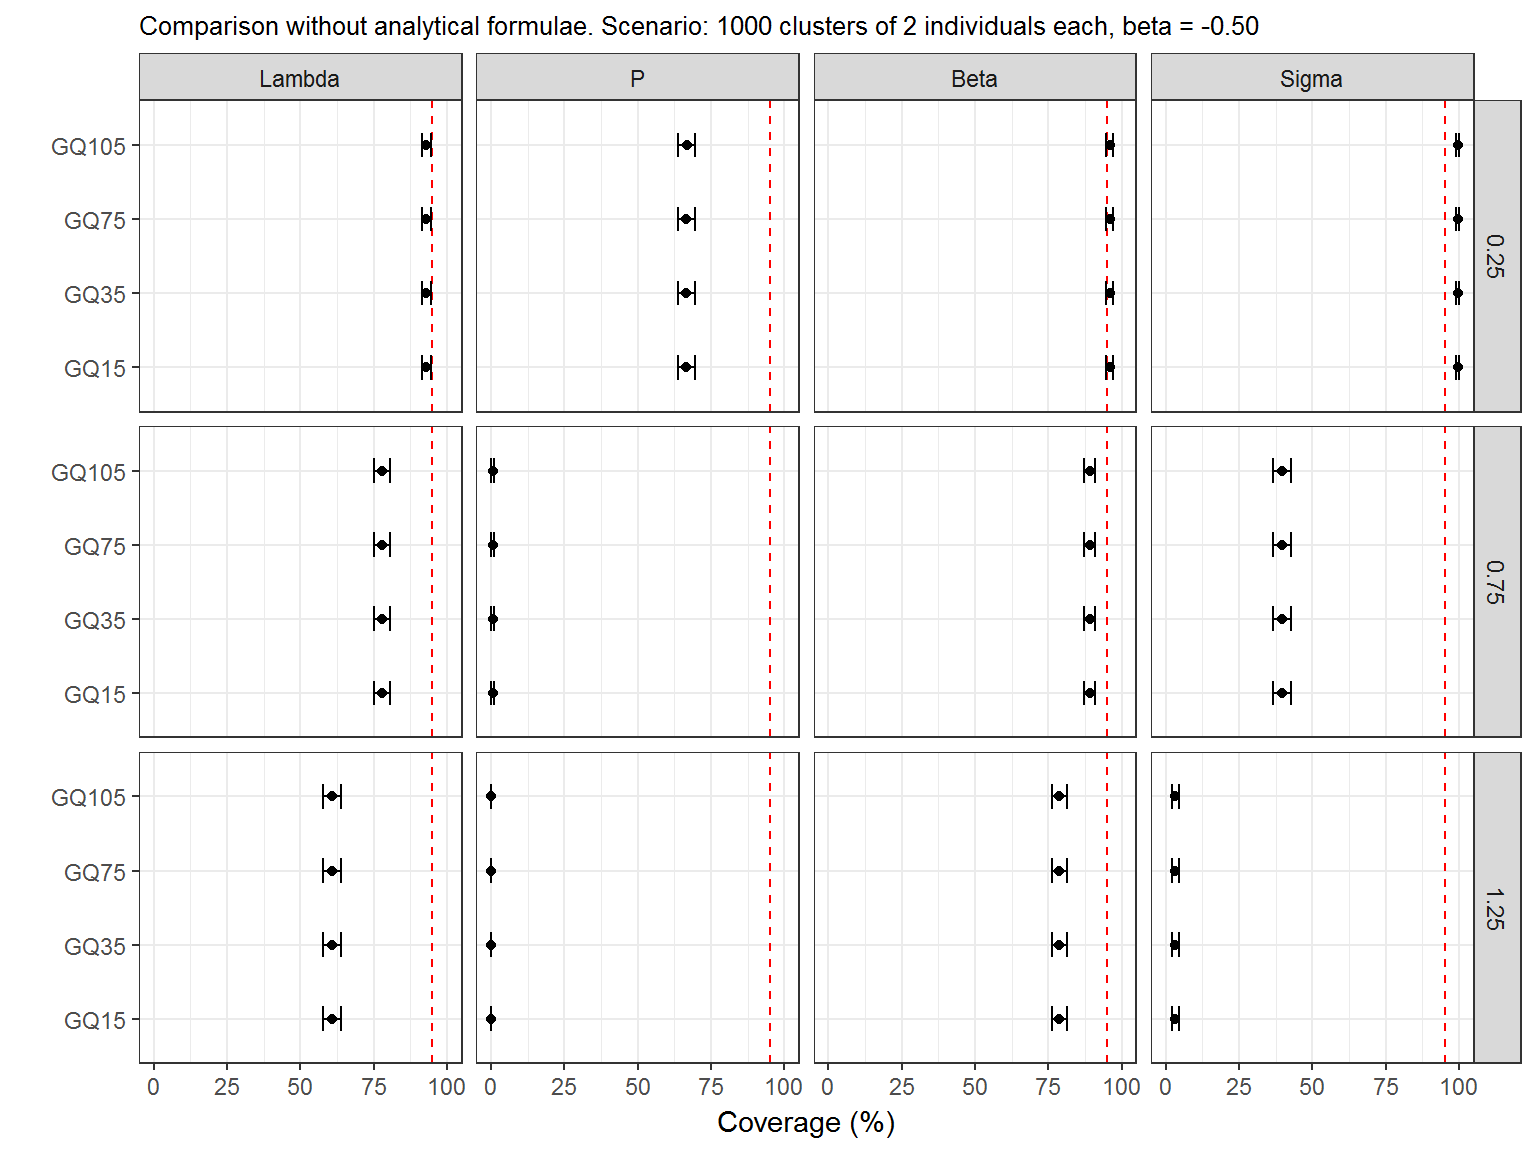 Comparison without analytical formulae. Scenario: 1000 clusters of 2 individuals each, beta = -0.50
Lambda P Beta Sigma
GQ105
GQ75
GQ35
GQ15
0.25
GQ105
GQ75
GQ35
GQ15
0.75
GQ105
GQ75
GQ35
GQ15
1.25
0 25 50 75 100 0 25 50 75 100 0 25 50 75 100 0 25 50 75 100
Coverage (%)